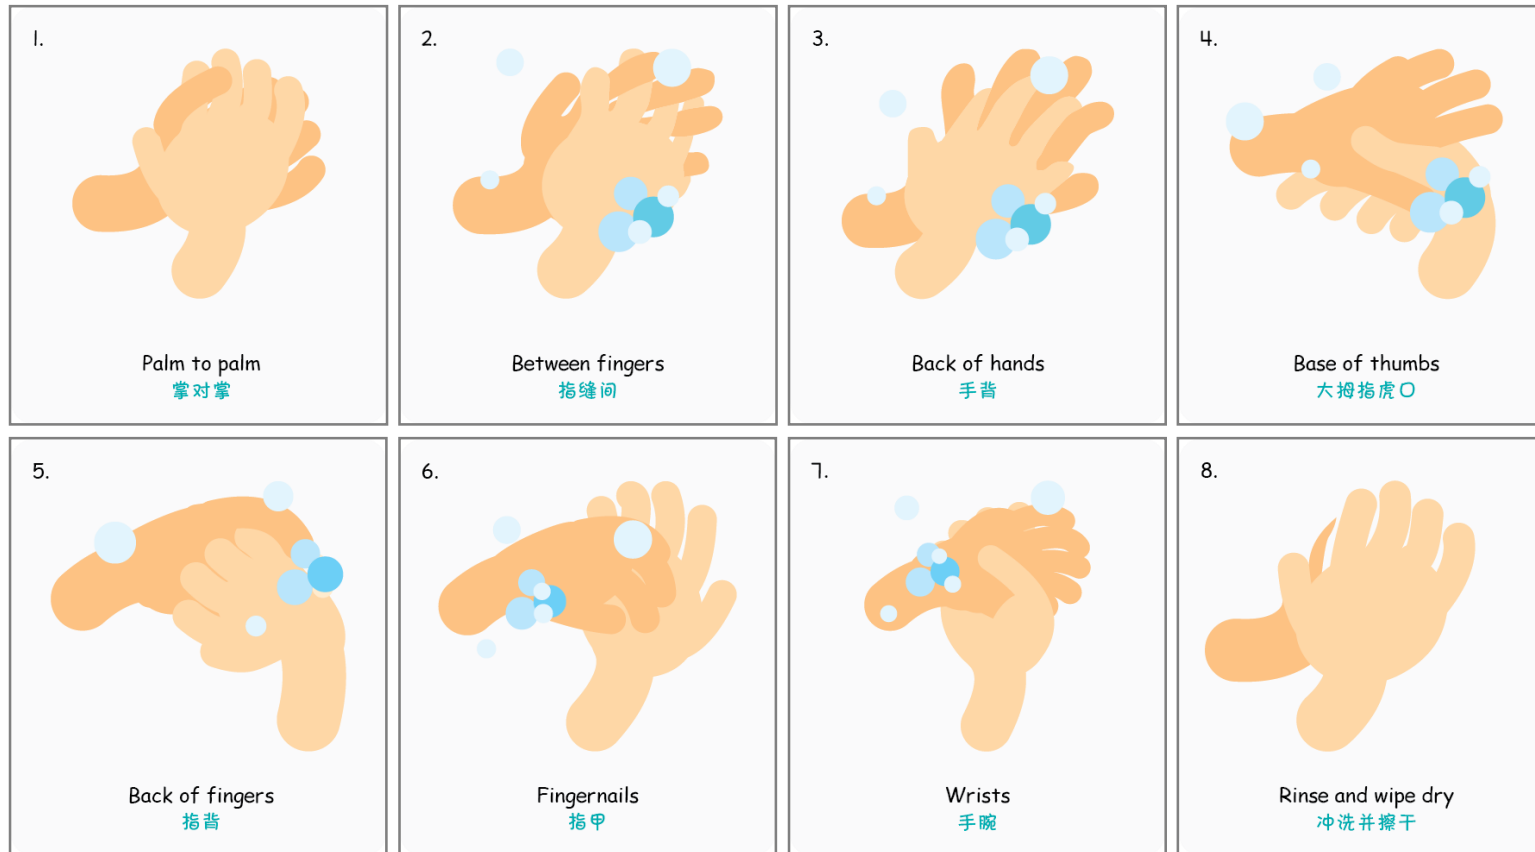 1.
Palm to palm
掌对掌
2.
Between fingers
指缝间
3.
Back of hands
手背
4.
Base of thumbs
大拇指虎口
5.
Back of fingers
指背
6.
Fingernails
指甲
7.
Wrists
手腕
8.
Rinse and wipe dry
冲洗并擦干